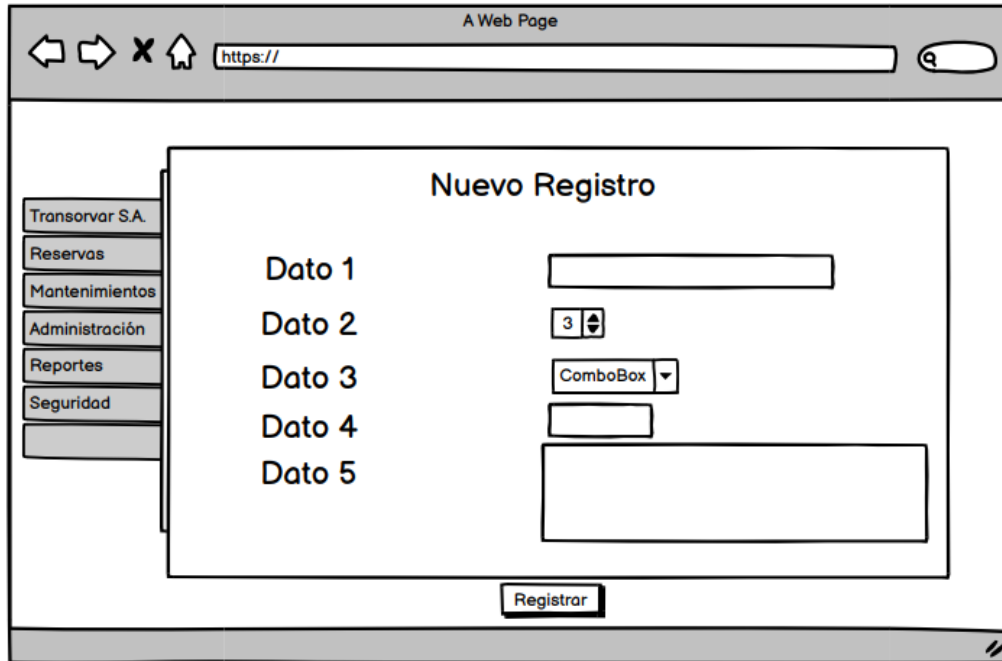 A Web Page
https://
Nuevo Registro
Transorvar S.A.
Reservas
Mantenimientos
Administración
Reportes
Seguridad
Dato 1
Dato 2
3
Dato 3
ComboBox
Dato 4
Dato 5
Registrar